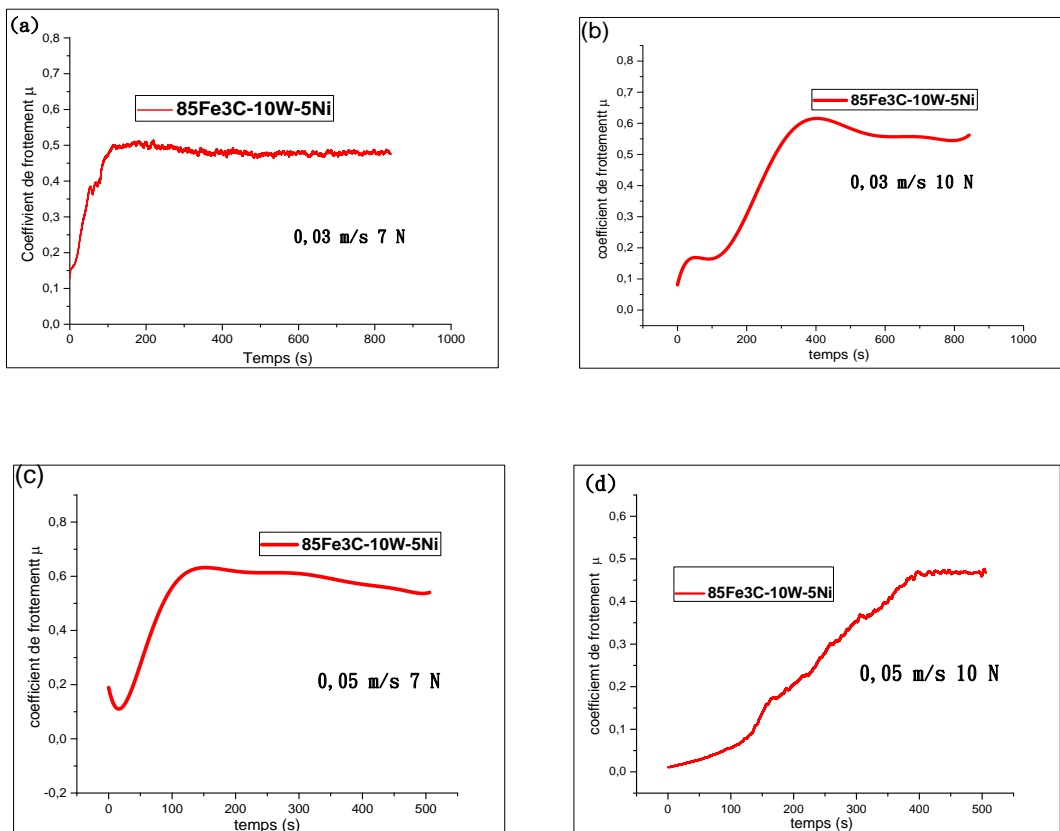 (a)
0,8
0,7
0,6
0,5
0,4
0,3
0,2
0,1
0,0
Coeffivient de frottement μ
85Fe3C-10W-5Ni
0,03 m/s 7 N
0 200 400 600 800 1000
Temps (s)
(b)
0,8
0,7
0,6
0,5
0,4
0,3
0,2
0,1
0,0
coefficient de frottementt μ
85Fe3C-10W-5Ni
0,03 m/s 10 N
0 200 400 600 800 1000
temps (s)
(c)
0,8
0,6
0,4
0,2
0,0
-0,2
coefficient de frottementt μ
85Fe3C-10W-5Ni
0,05 m/s 7 N
0 100 200 300 400 500
temps (s)
(d)
0,6
0,5
0,4
0,3
0,2
0,1
0,0
coefficiemt de frottement μ
85Fe3C-10W-5Ni
0,05 m/s 10 N
0 100 200 300 400 500
temps (s)